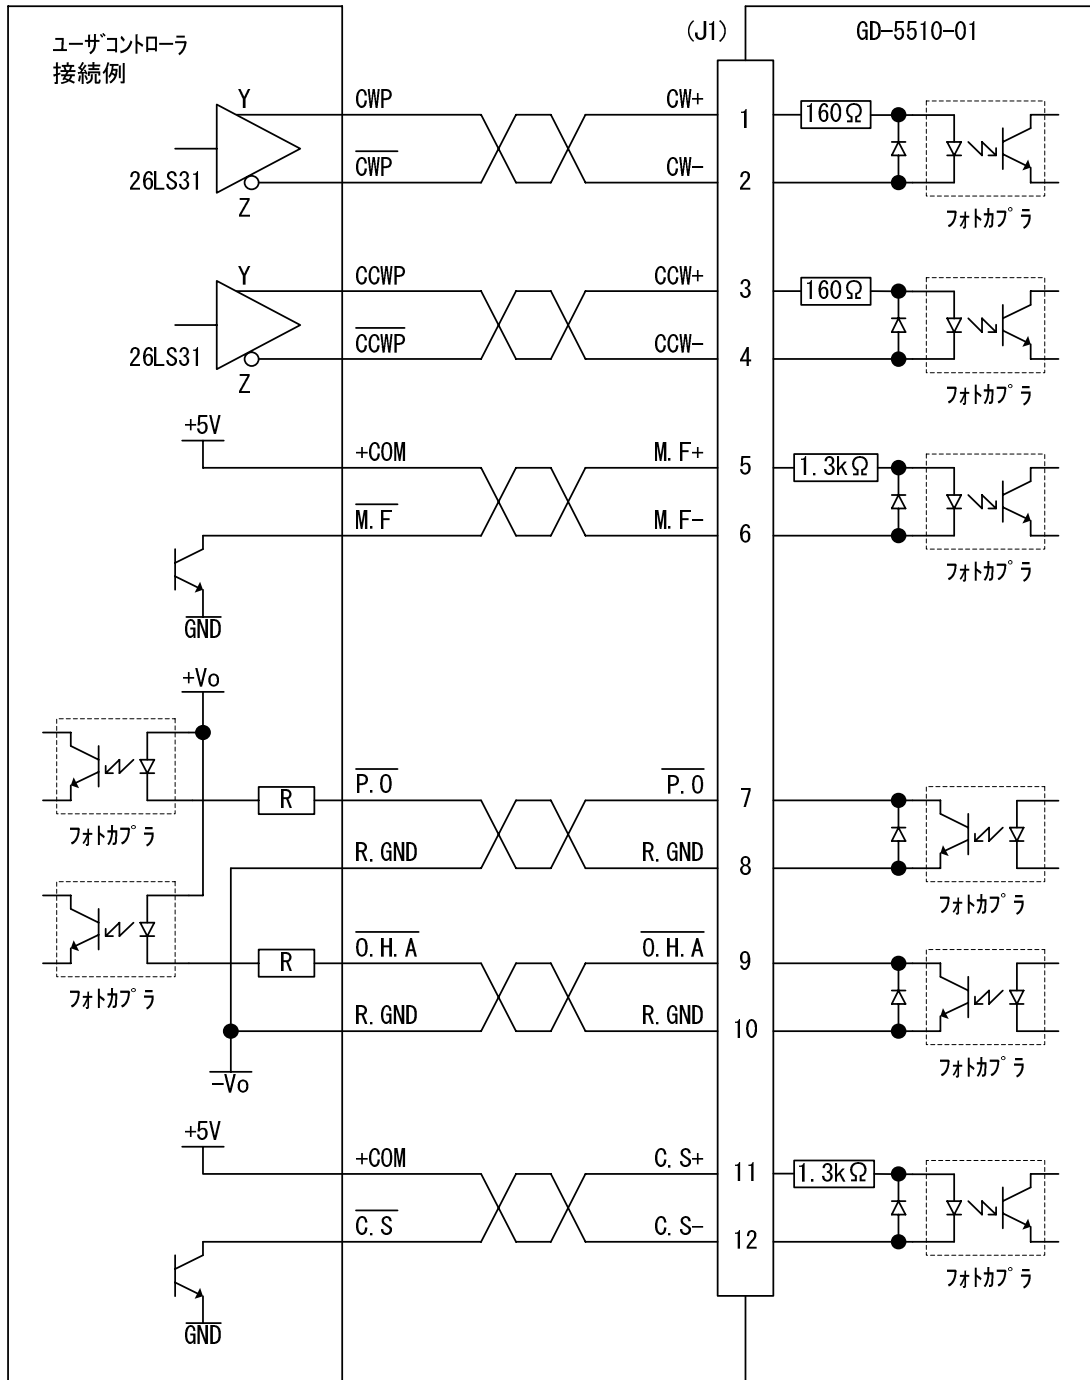 ユーザコントローラ
接続例
(J1)
GD-5510-01
Y
CWP
CW+
1
160Ω
26LS31
Z
C̅W̅P̅
CW-
2
フォトカプラ
Y
CCWP
CCW+
3
160Ω
26LS31
Z
C̅C̅W̅P̅
CCW-
4
フォトカプラ
+5V
+COM
M.F+
5
1.3kΩ
M̅.̅F̅
M.F-
6
フォトカプラ
GND
+Vo
フォトカプラ
R
P̅.̅O̅
P̅.̅O̅
7
R.GND
R.GND
8
フォトカプラ
フォトカプラ
R
O̅.̅H̅.̅A̅
O̅.̅H̅.̅A̅
9
R.GND
R.GND
10
フォトカプラ
-Vo
+5V
+COM
C.S+
11
1.3kΩ
C̅.̅S̅
C.S-
12
フォトカプラ
GND